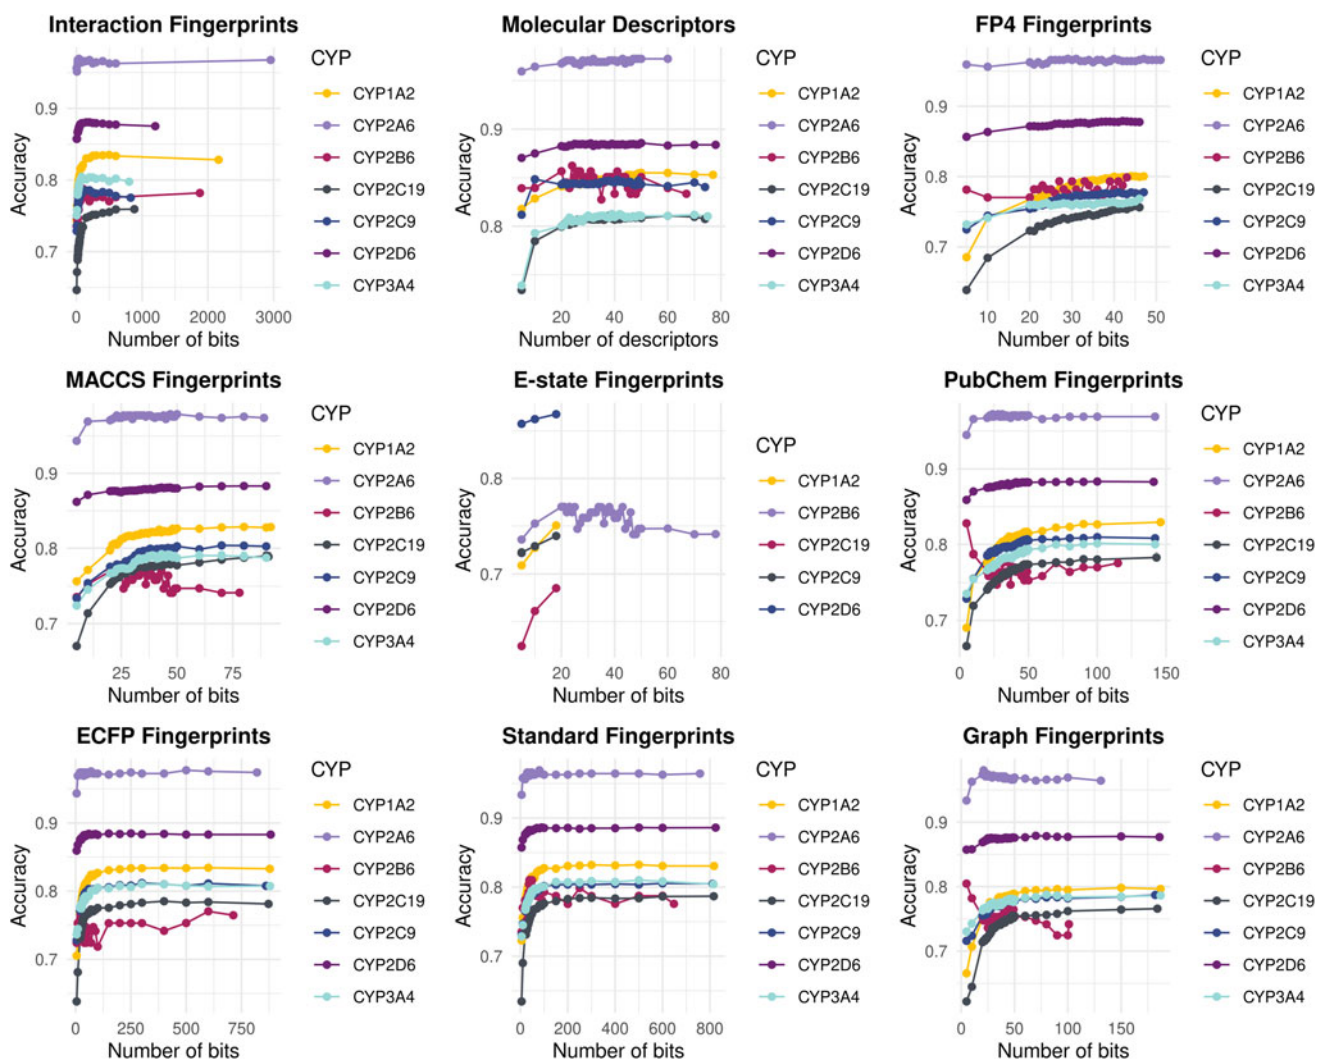 Interaction Fingerprints
Accuracy
0.9
0.8
0.7
0
1000
2000
3000
Number of bits
CYP
CYP1A2
CYP2A6
CYP2B6
CYP2C19
CYP2C9
CYP2D6
CYP3A4
Molecular Descriptors
Accuracy
0.9
0.8
20
40
60
80
Number of descriptors
CYP
CYP1A2
CYP2A6
CYP2B6
CYP2C19
CYP2C9
CYP2D6
CYP3A4
FP4 Fingerprints
Accuracy
0.9
0.8
0.7
10
20
30
40
50
Number of bits
CYP
CYP1A2
CYP2A6
CYP2B6
CYP2C19
CYP2C9
CYP2D6
CYP3A4
MACCS Fingerprints
Accuracy
0.9
0.8
0.7
25
50
75
Number of bits
CYP
CYP1A2
CYP2A6
CYP2B6
CYP2C19
CYP2C9
CYP2D6
CYP3A4
E-state Fingerprints
Accuracy
0.8
0.7
20
40
60
80
Number of bits
CYP
CYP1A2
CYP2B6
CYP2C19
CYP2C9
CYP2D6
PubChem Fingerprints
Accuracy
0.9
0.8
0.7
0
50
100
150
Number of bits
CYP
CYP1A2
CYP2A6
CYP2B6
CYP2C19
CYP2C9
CYP2D6
CYP3A4
ECFP Fingerprints
Accuracy
0.9
0.8
0.7
0
250
500
750
Number of bits
CYP
CYP1A2
CYP2A6
CYP2B6
CYP2C19
CYP2C9
CYP2D6
CYP3A4
Standard Fingerprints
Accuracy
0.9
0.8
0.7
0
200
400
600
800
Number of bits
CYP
CYP1A2
CYP2A6
CYP2B6
CYP2C19
CYP2C9
CYP2D6
CYP3A4
Graph Fingerprints
Accuracy
0.9
0.8
0.7
0
50
100
150
Number of bits
CYP
CYP1A2
CYP2A6
CYP2B6
CYP2C19
CYP2C9
CYP2D6
CYP3A4